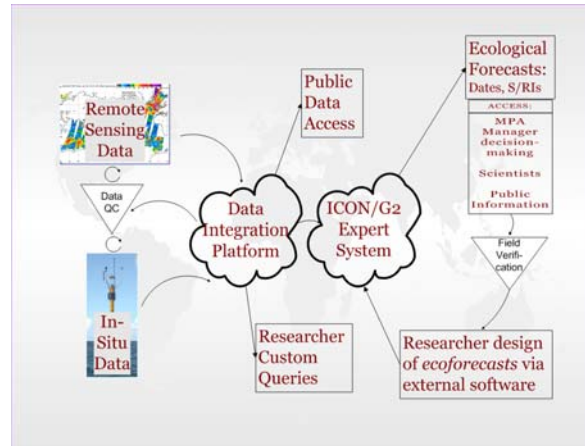 Remote
Sensing
Data
Data
QC
In-
Situ
Data
Data
Integration
Platform
Public
Data
Access
Researcher
Custom
Queries
ICON/G2
Expert
System
Ecological
Forecasts:
Dates, S/RIs
ACCESS:
MPA
Manager
decision-
making
Scientists
Public
Information
Field
Verifi-
cation
Researcher design
of ecoforecasts via
external software